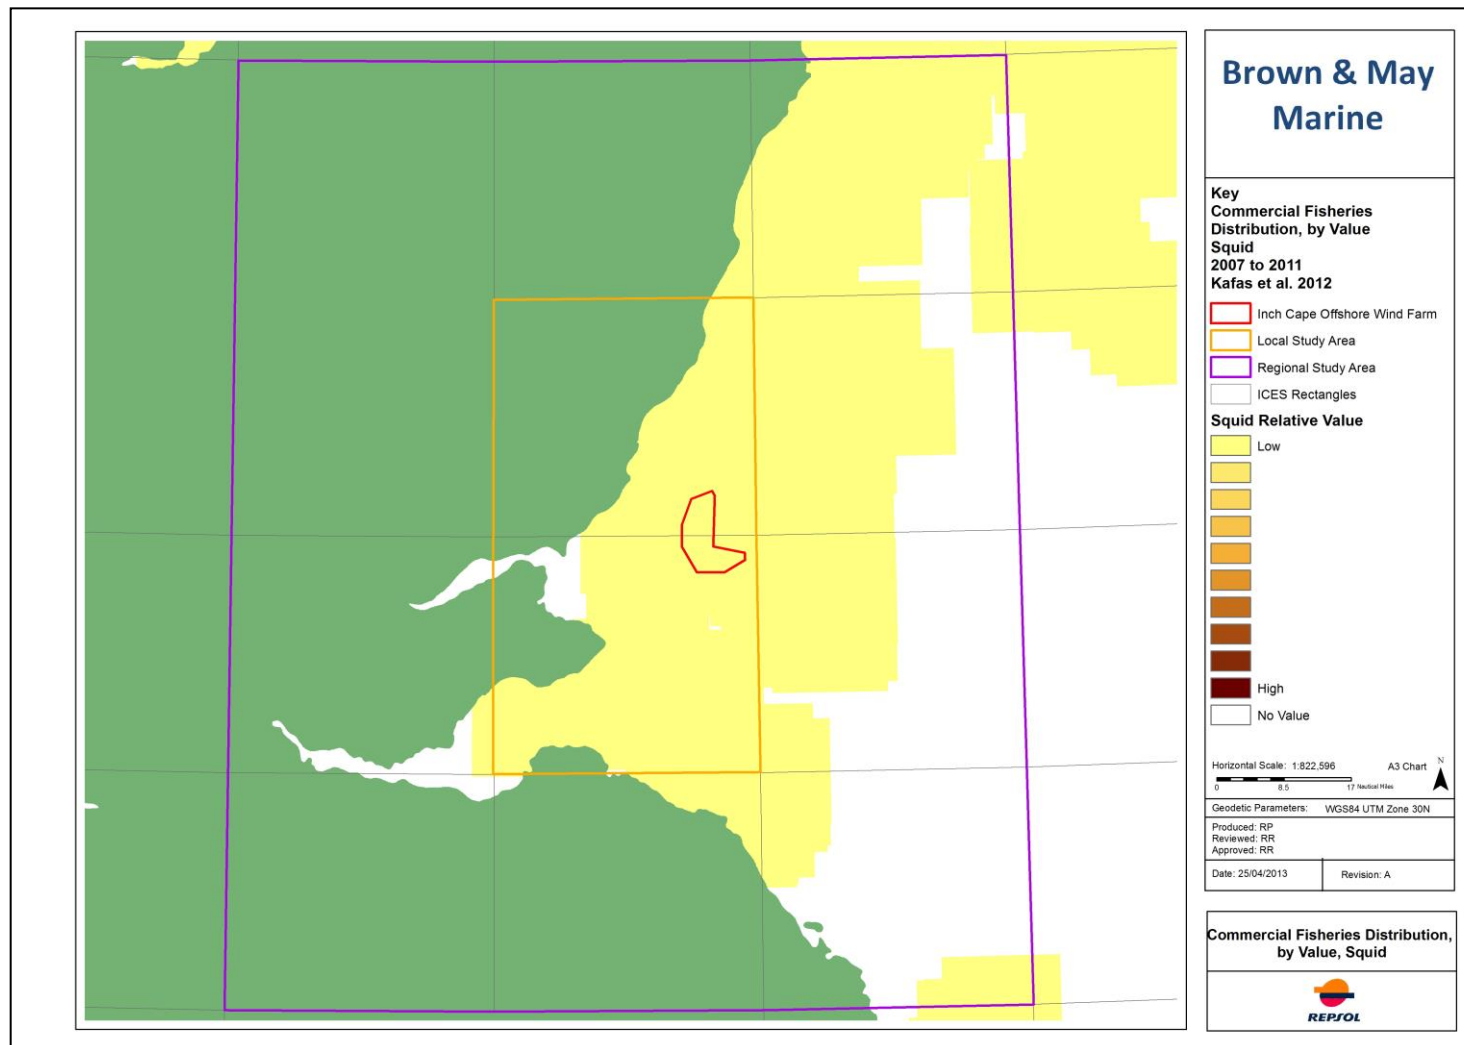 Brown & May
Marine
Key
Commercial Fisheries
Distribution, by Value
Squid
2007 to 2011
Kafas et al. 2012
Inch Cape Offshore Wind Farm
Local Study Area
Regional Study Area
ICES Rectangles
Squid Relative Value
Low
High
No Value
Horizontal Scale: 1:822,596 A3 Chart N
0 8.5 17 Nautical Miles
Geodetic Parameters: WGS84 UTM Zone 30N
Produced: RP
Reviewed: RR
Approved: RR
Date: 25/04/2013 Revision: A
Commercial Fisheries Distribution,
by Value, Squid
REPSOL